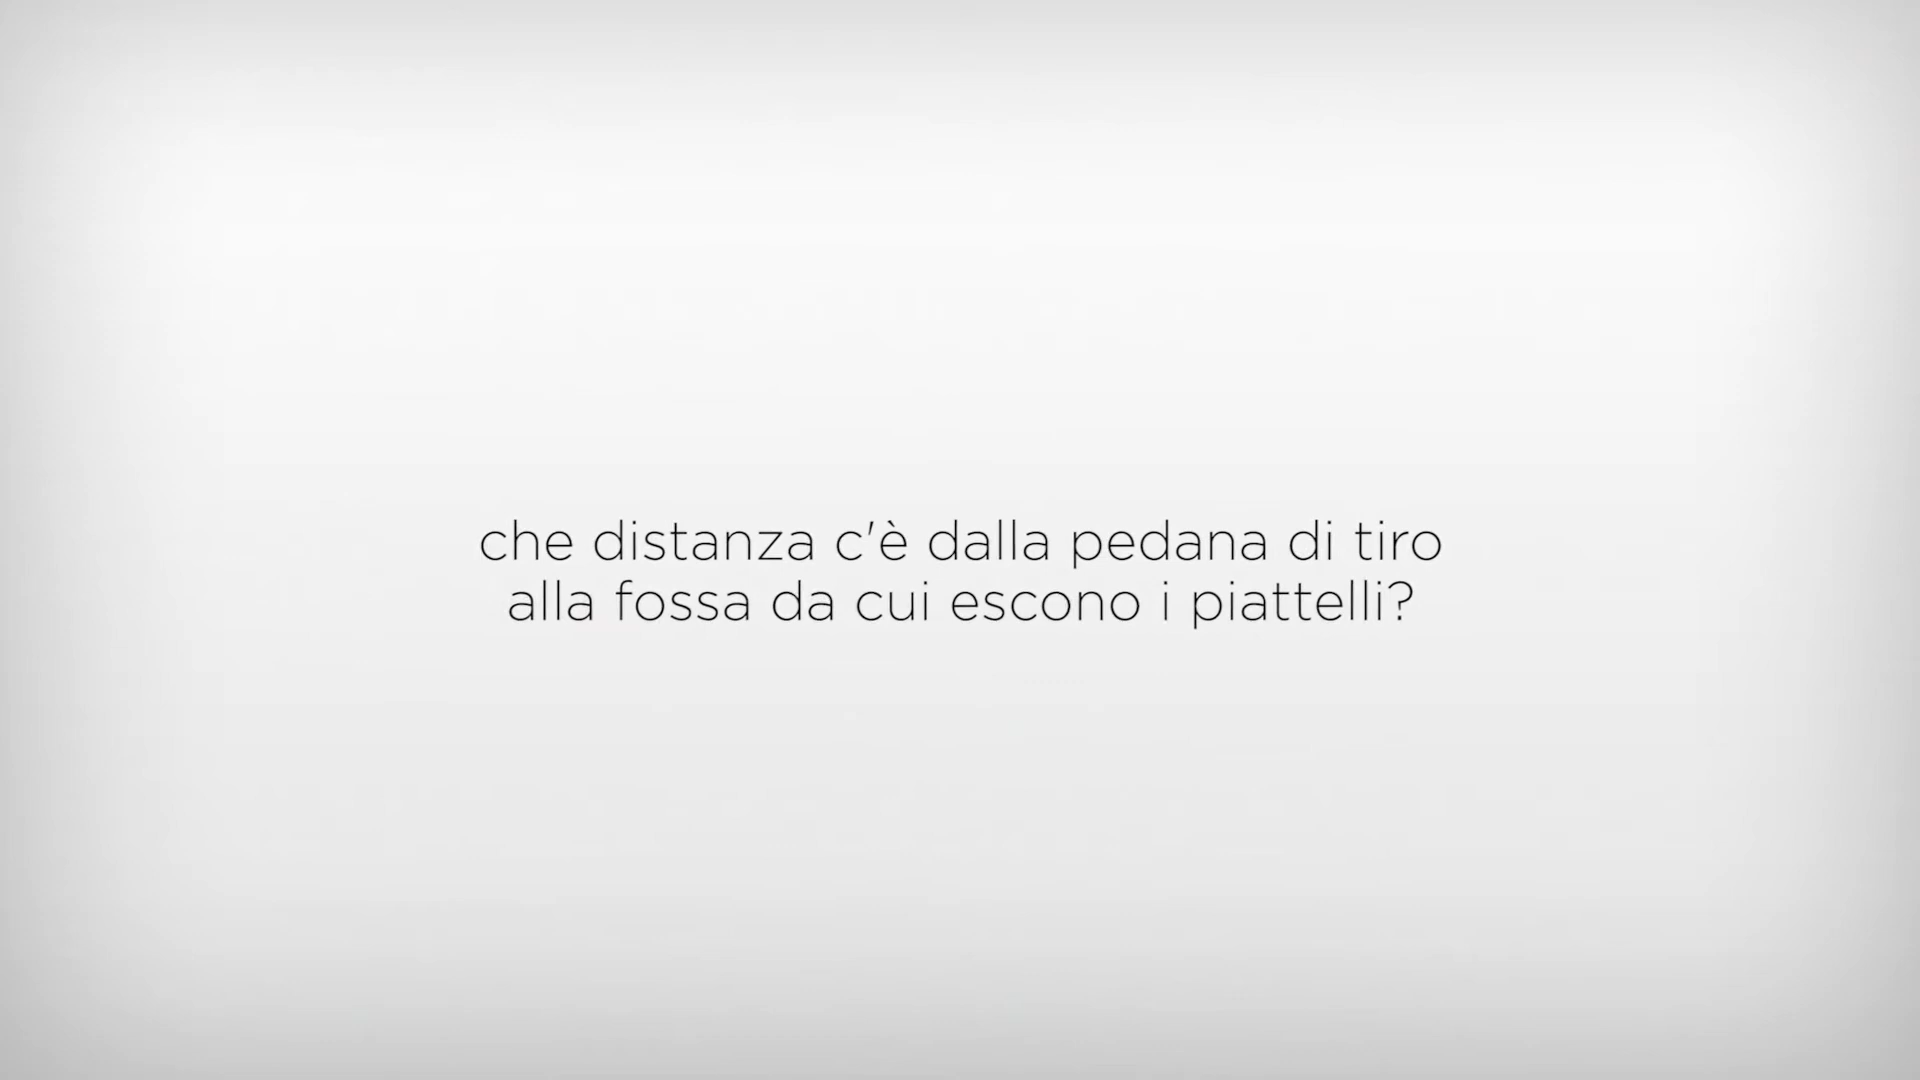 che distanza c'è dalla pedana di tiro
alla fossa da cui escono i piattelli?